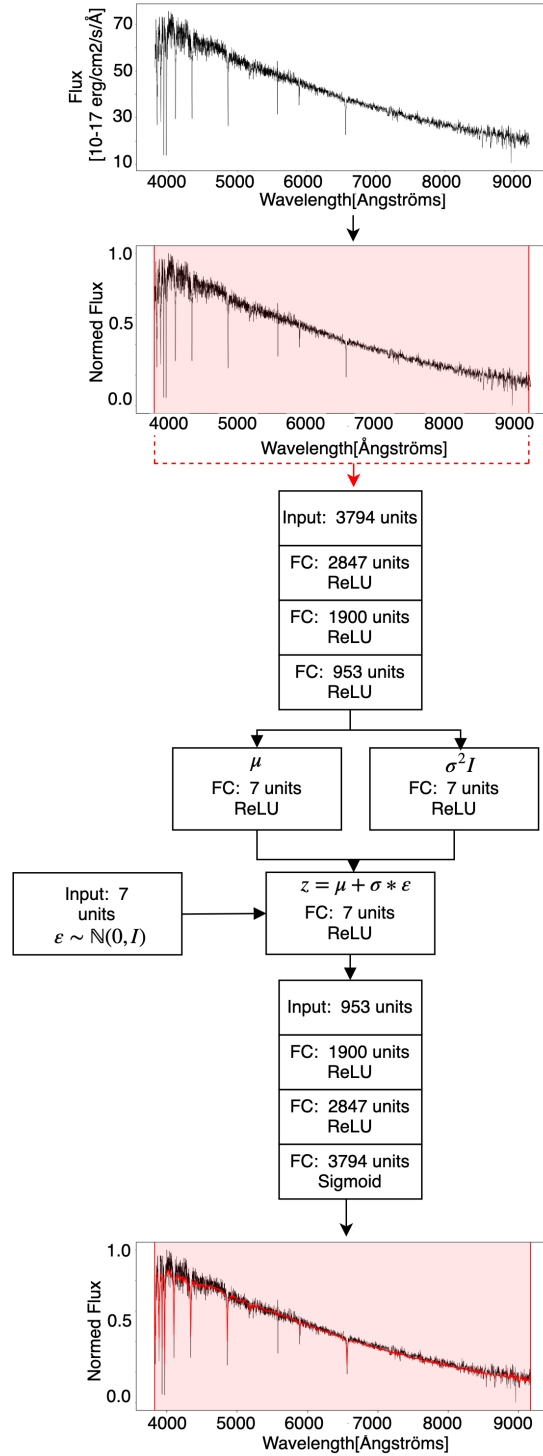 70
50
30
10
Flux
[10-17 erg/cm2/s/Å]
4000 5000 6000 7000 8000 9000
Wavelength[Angströms]
1.0
0.5
0.0
Normed Flux
4000 5000 6000 7000 8000 9000
Wavelength[Ångströms]
Input: 3794 units
FC: 2847 units
ReLU
FC: 1900 units
ReLU
FC: 953 units
ReLU
μ
FC: 7 units
ReLU
σ²I
FC: 7 units
ReLU
Input: 7
units
ε ∼ ℕ(0, I)
z = μ + σ * ε
FC: 7 units
ReLU
Input: 953 units
FC: 1900 units
ReLU
FC: 2847 units
ReLU
FC: 3794 units
Sigmoid
1.0
0.5
0.0
Normed Flux
4000 5000 6000 7000 8000 9000
Wavelength[Ångströms]